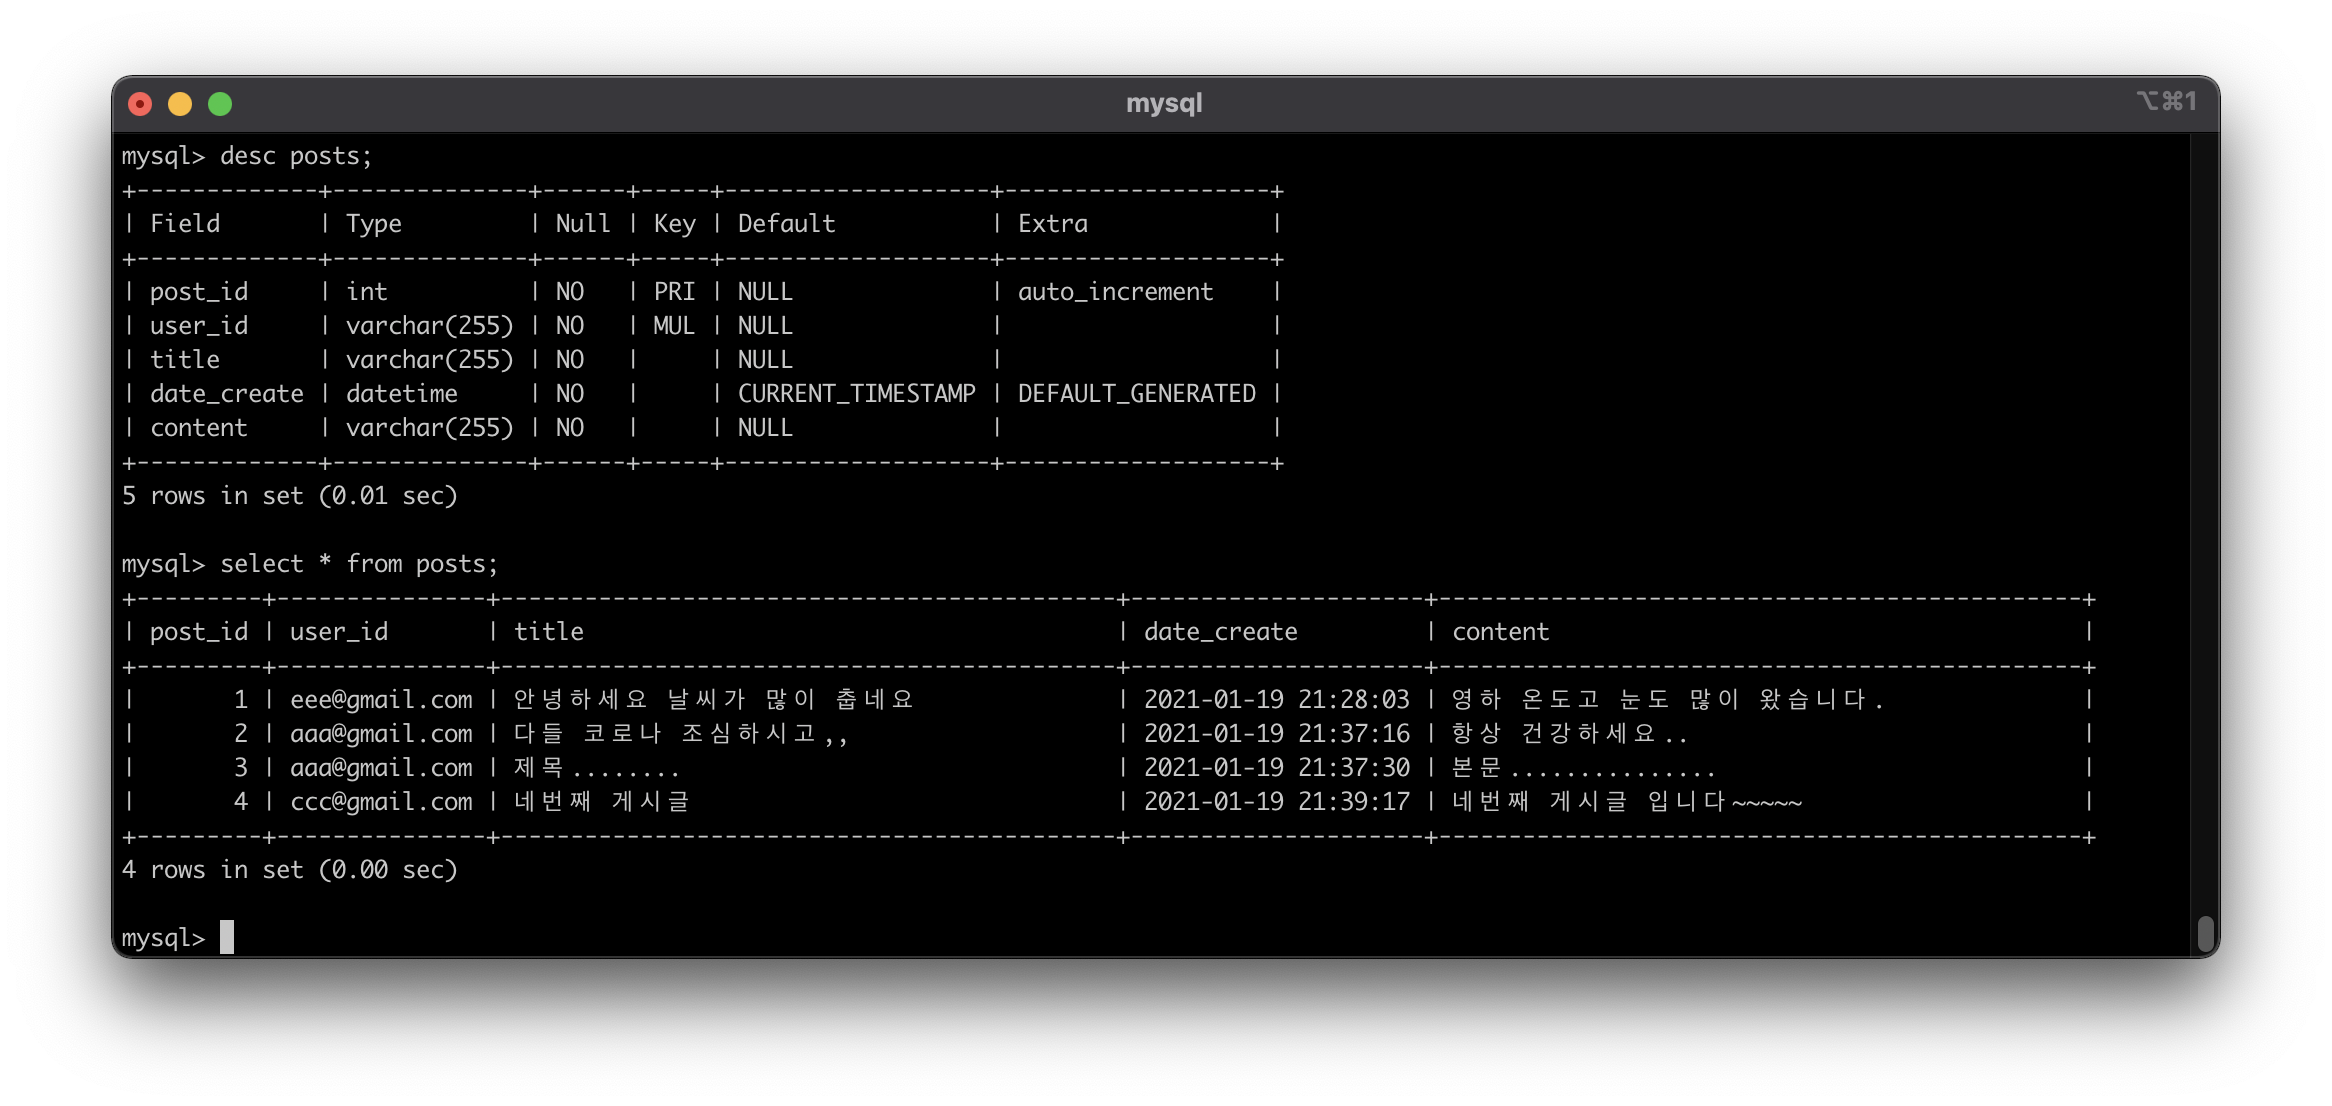 mysql
⌥⌘1
mysql> desc posts;
+-------------+--------------+------+-----+-------------------+-------------------+
| Field       | Type         | Null | Key | Default           | Extra             |
+-------------+--------------+------+-----+-------------------+-------------------+
| post_id     | int          | NO   | PRI | NULL              | auto_increment    |
| user_id     | varchar(255) | NO   | MUL | NULL              |                   |
| title       | varchar(255) | NO   |     | NULL              |                   |
| date_create | datetime     | NO   |     | CURRENT_TIMESTAMP | DEFAULT_GENERATED |
| content     | varchar(255) | NO   |     | NULL              |                   |
+-------------+--------------+------+-----+-------------------+-------------------+
5 rows in set (0.01 sec)
mysql> select * from posts;
+---------+---------------+--------------------------------------------+---------------------+----------------------------------------------+
| post_id | user_id       | title                                      | date_create         | content                                      |
+---------+---------------+--------------------------------------------+---------------------+----------------------------------------------+
|       1 | eee@gmail.com | 안녕하세요 날씨가 많이 춥네요 | 2021-01-19 21:28:03 | 영하 온도고 눈도 많이 왔습니다. |
|       2 | aaa@gmail.com | 다들 코로나 조심하시고,, | 2021-01-19 21:37:16 | 항상 건강하세요.. |
|       3 | aaa@gmail.com | 제목........ | 2021-01-19 21:37:30 | 본문............... |
|       4 | ccc@gmail.com | 네번째 게시글 | 2021-01-19 21:39:17 | 네번째 게시글 입니다~~~~~ |
+---------+---------------+--------------------------------------------+---------------------+----------------------------------------------+
4 rows in set (0.00 sec)
mysql>